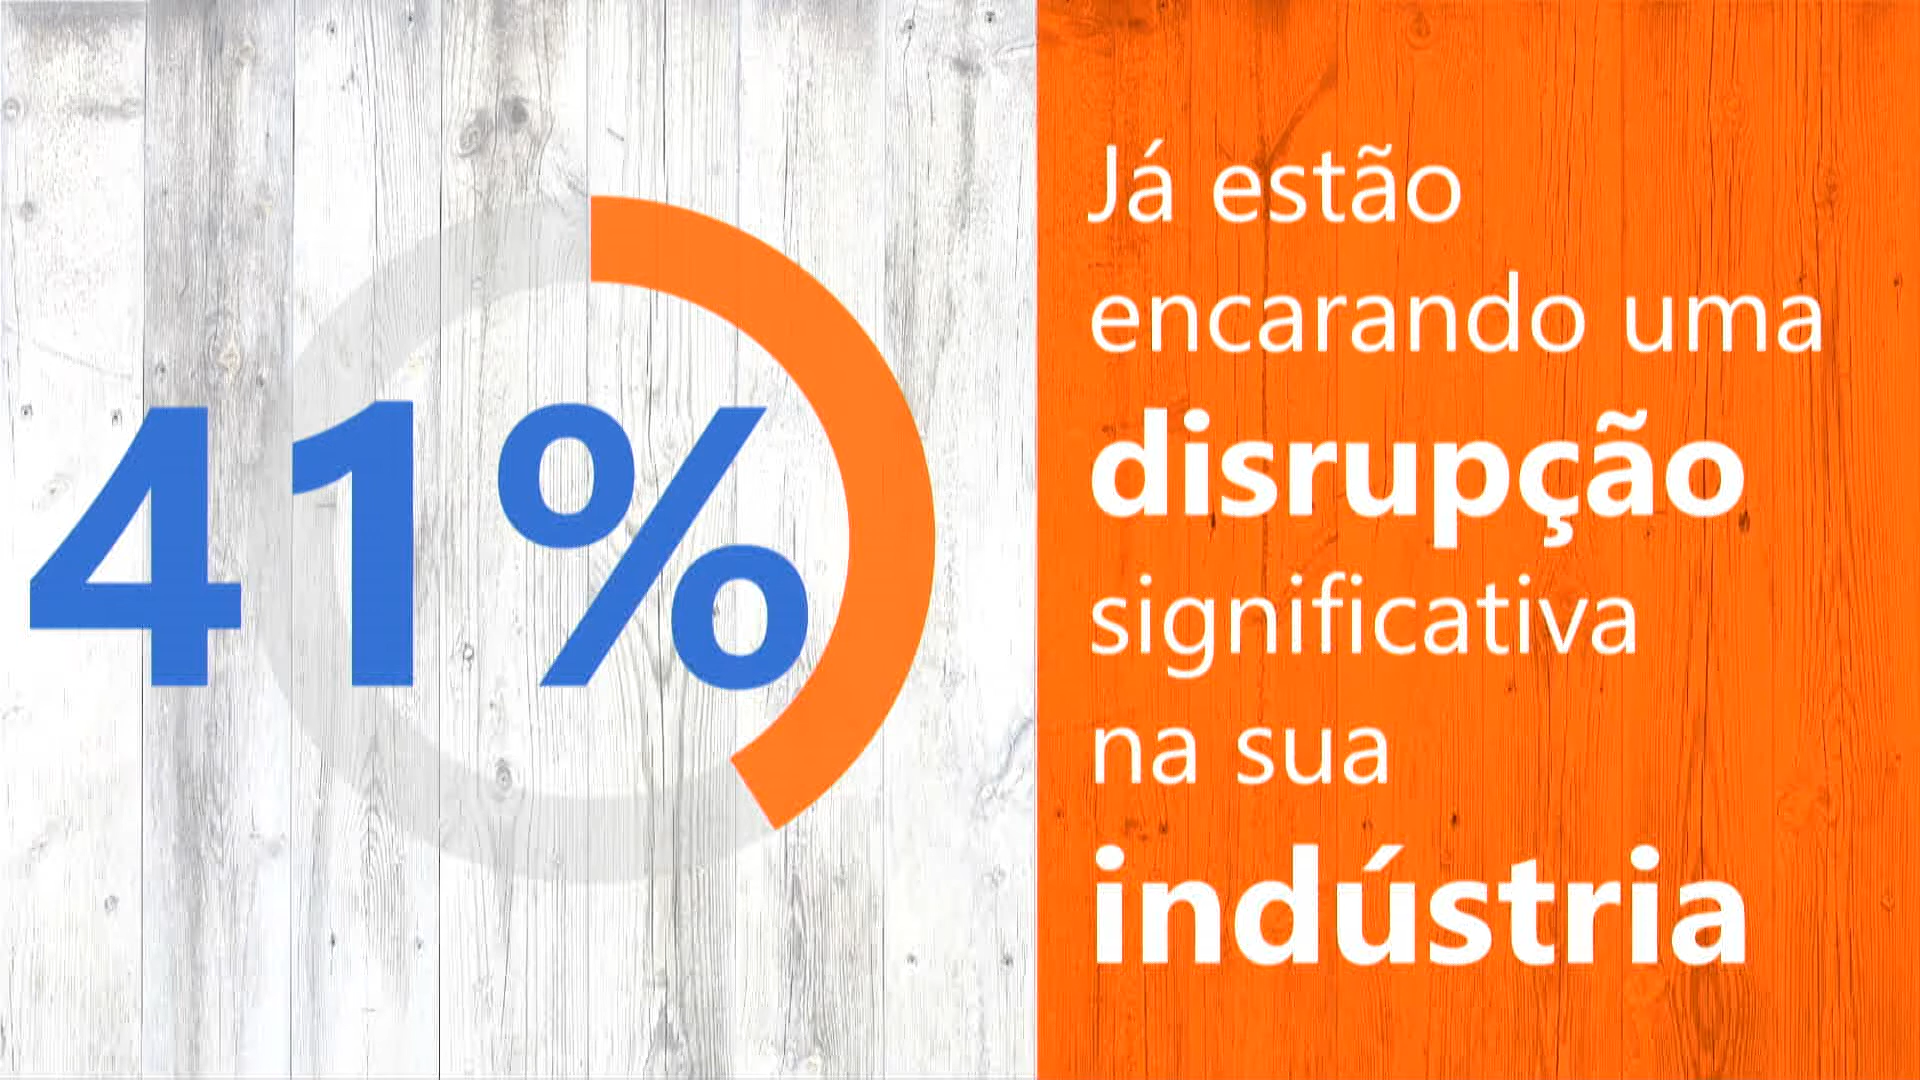 41%
Já estão
encarando uma
disrupção
significativa
na sua
indústria